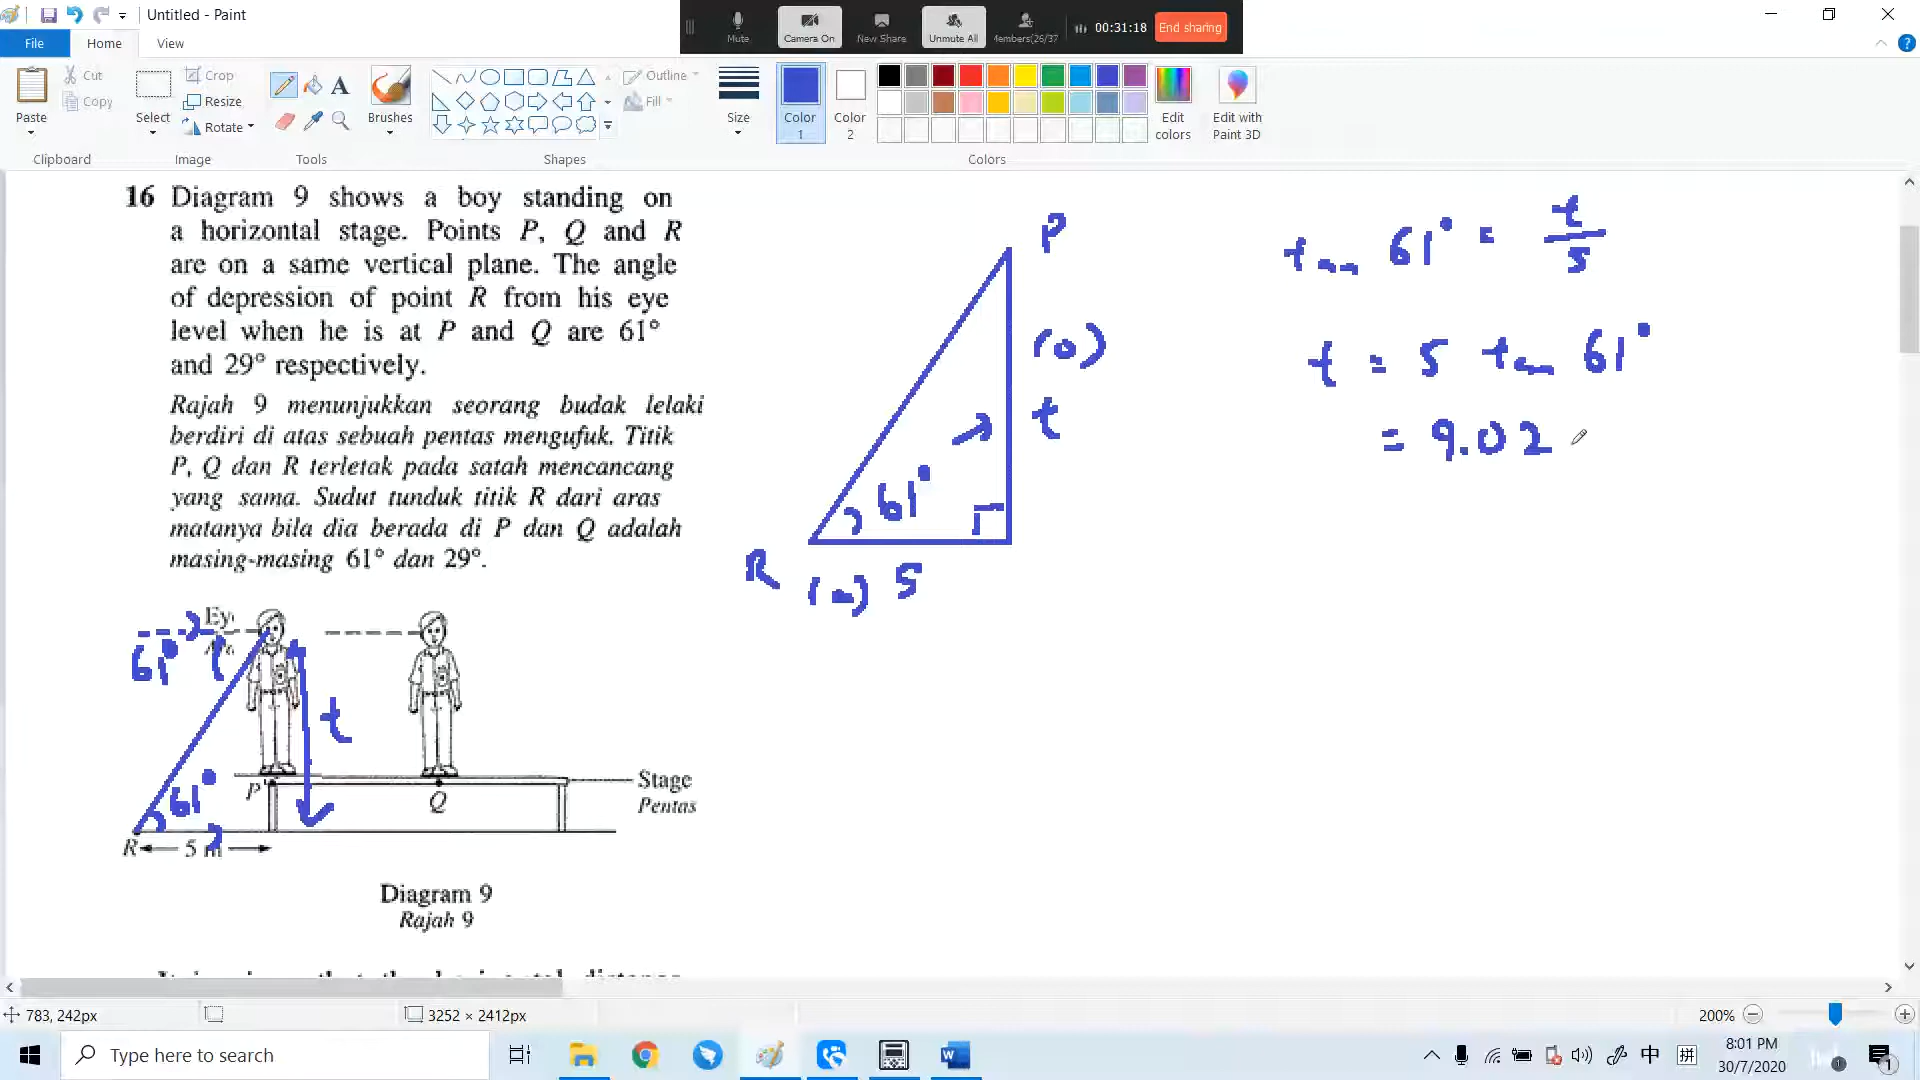 Untitled - Paint
Mute
Camera On
New Share
Unmute All
Members(26/37
00:31:18
End sharing
File
Home
View
Paste
Cut
Copy
Select
Crop
Resize
Rotate
Brushes
Outline
Fill
Size
Color
1
Color
2
Edit
colors
Edit with
Paint 3D
Clipboard
Image
Tools
Shapes
Colors
16 Diagram 9 shows a boy standing on
a horizontal stage. Points P, Q and R
are on a same vertical plane. The angle
of depression of point R from his eye
level when he is at P and Q are 61°
and 29° respectively.
Rajah 9 menunjukkan seorang budak lelaki
berdiri di atas sebuah pentas mengufuk. Titik
P, Q dan R terletak pada satah mencancang
yang sama. Sudut tunduk titik R dari aras
matanya bila dia berada di P dan Q adalah
masing-masing 61° dan 29°.
61°
t
61°
P
Q
Stage
Pentas
R
5 m
Diagram 9
Rajah 9
P
(o)
t
61°
R
(a) 5
tan 61° = t/5
t = 5 tan 61°
= 9.02
783, 242px
3252 × 2412px
200%
Type here to search
中
拼
8:01 PM
30/7/2020
1
1